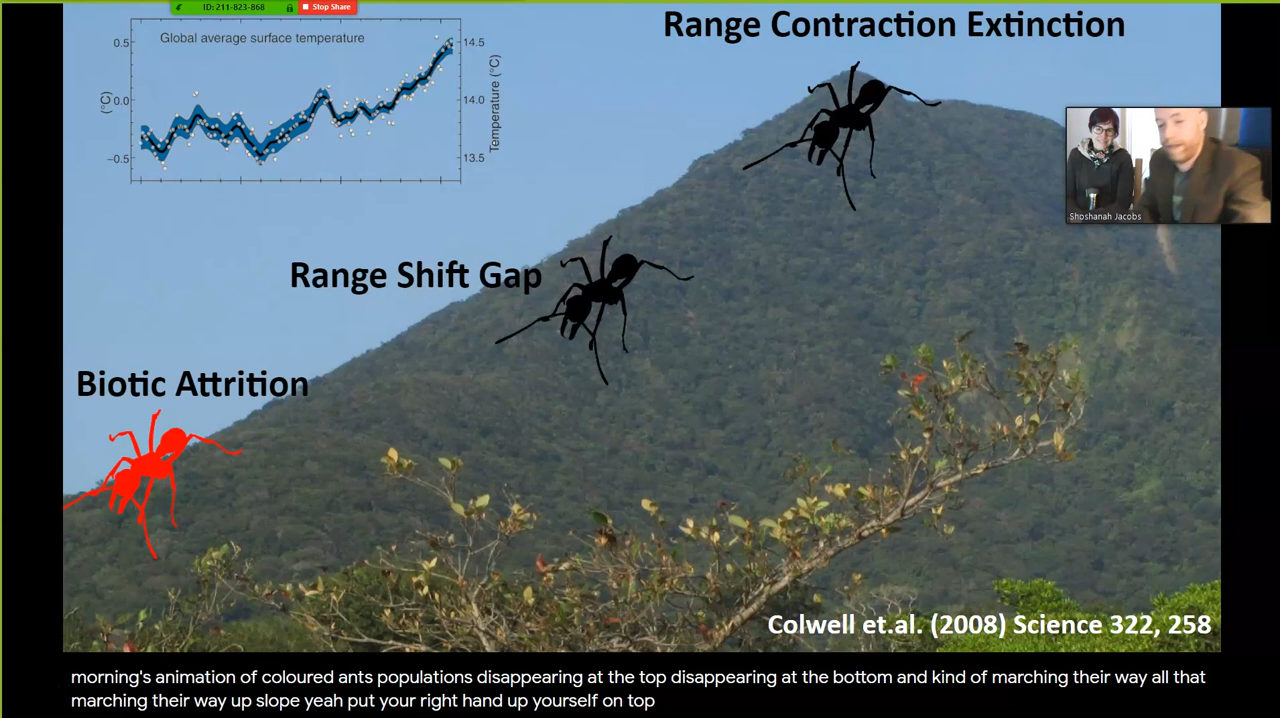 ID: 211-823-868
Stop Share
Range Contraction Extinction
Global average surface temperature
0.5
0.0
−0.5
(°C)
14.5
14.0
13.5
Temperature (°C)
Shoshanah Jacobs
Range Shift Gap
Biotic Attrition
Colwell et.al. (2008) Science 322, 258
morning's animation of coloured ants populations disappearing at the top disappearing at the bottom and kind of marching their way all that
marching their way up slope yeah put your right hand up yourself on top